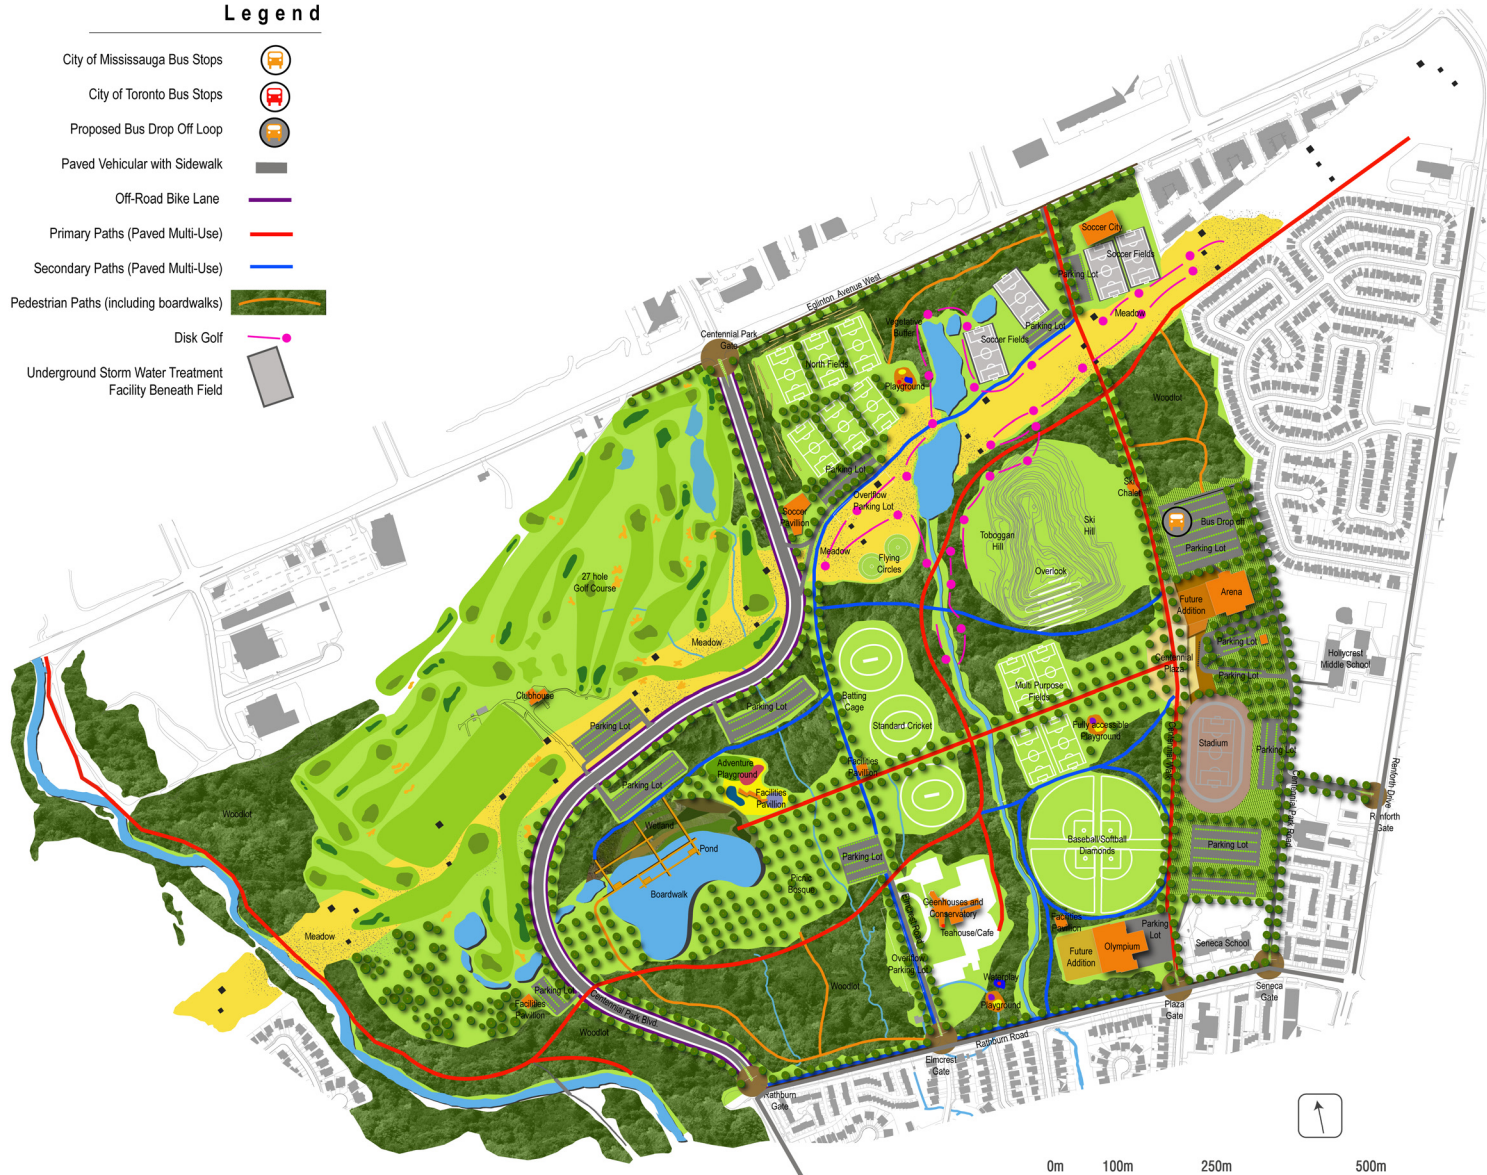 Legend
City of Mississauga Bus Stops
City of Toronto Bus Stops
Proposed Bus Drop Off Loop
Paved Vehicular with Sidewalk
Off-Road Bike Lane
Primary Paths (Paved Multi-Use)
Secondary Paths (Paved Multi-Use)
Pedestrian Paths (including boardwalks)
Disk Golf
Underground Storm Water Treatment
Facility Beneath Field
Eglinton Avenue West
Centennial Park
Gate
Soccer City
Soccer Fields
Parking Lot
Meadow
Vegetative
Buffer
Parking Lot
Soccer Fields
North Fields
Playground
Woodlot
Parking Lot
Overflow
Parking Lot
Soccer
Pavillion
Meadow
Flying
Circles
Ski
Chalet
Ski
Hill
Toboggan
Hill
Overlook
Bus Drop off
Parking Lot
27 hole
Golf Course
Future
Addition
Arena
Meadow
Parking Lot
Hollycrest
Middle School
Centennial
Plaza
Parking Lot
Clubhouse
Parking Lot
Parking Lot
Batting
Cage
Standard Cricket
Multi Purpose
Fields
Fully accessible
Playground
Stadium
Parking Lot
Facilities
Pavilion
Adventure
Playground
Parking Lot
Facilities
Pavilion
Centennial Park Road
Renforth Drive
Renforth
Gate
Woodlot
Wetland
Pond
Boardwalk
Picnic
Bosque
Parking Lot
Baseball/Softball
Diamonds
Parking Lot
Greenhouses and
Conservatory
Teahouse/Cafe
Facilities
Pavilion
Parking
Lot
Olympium
Future
Addition
Seneca School
Meadow
Overflow
Parking Lot
Woodlot
Waterplay
Playground
Parking Lot
Facilities
Pavilion
Centennial Park Blvd
Woodlot
Seneca
Gate
Plaza
Gate
Rathburn Road
Elmcrest
Gate
Rathburn
Gate
0m 100m 250m 500m